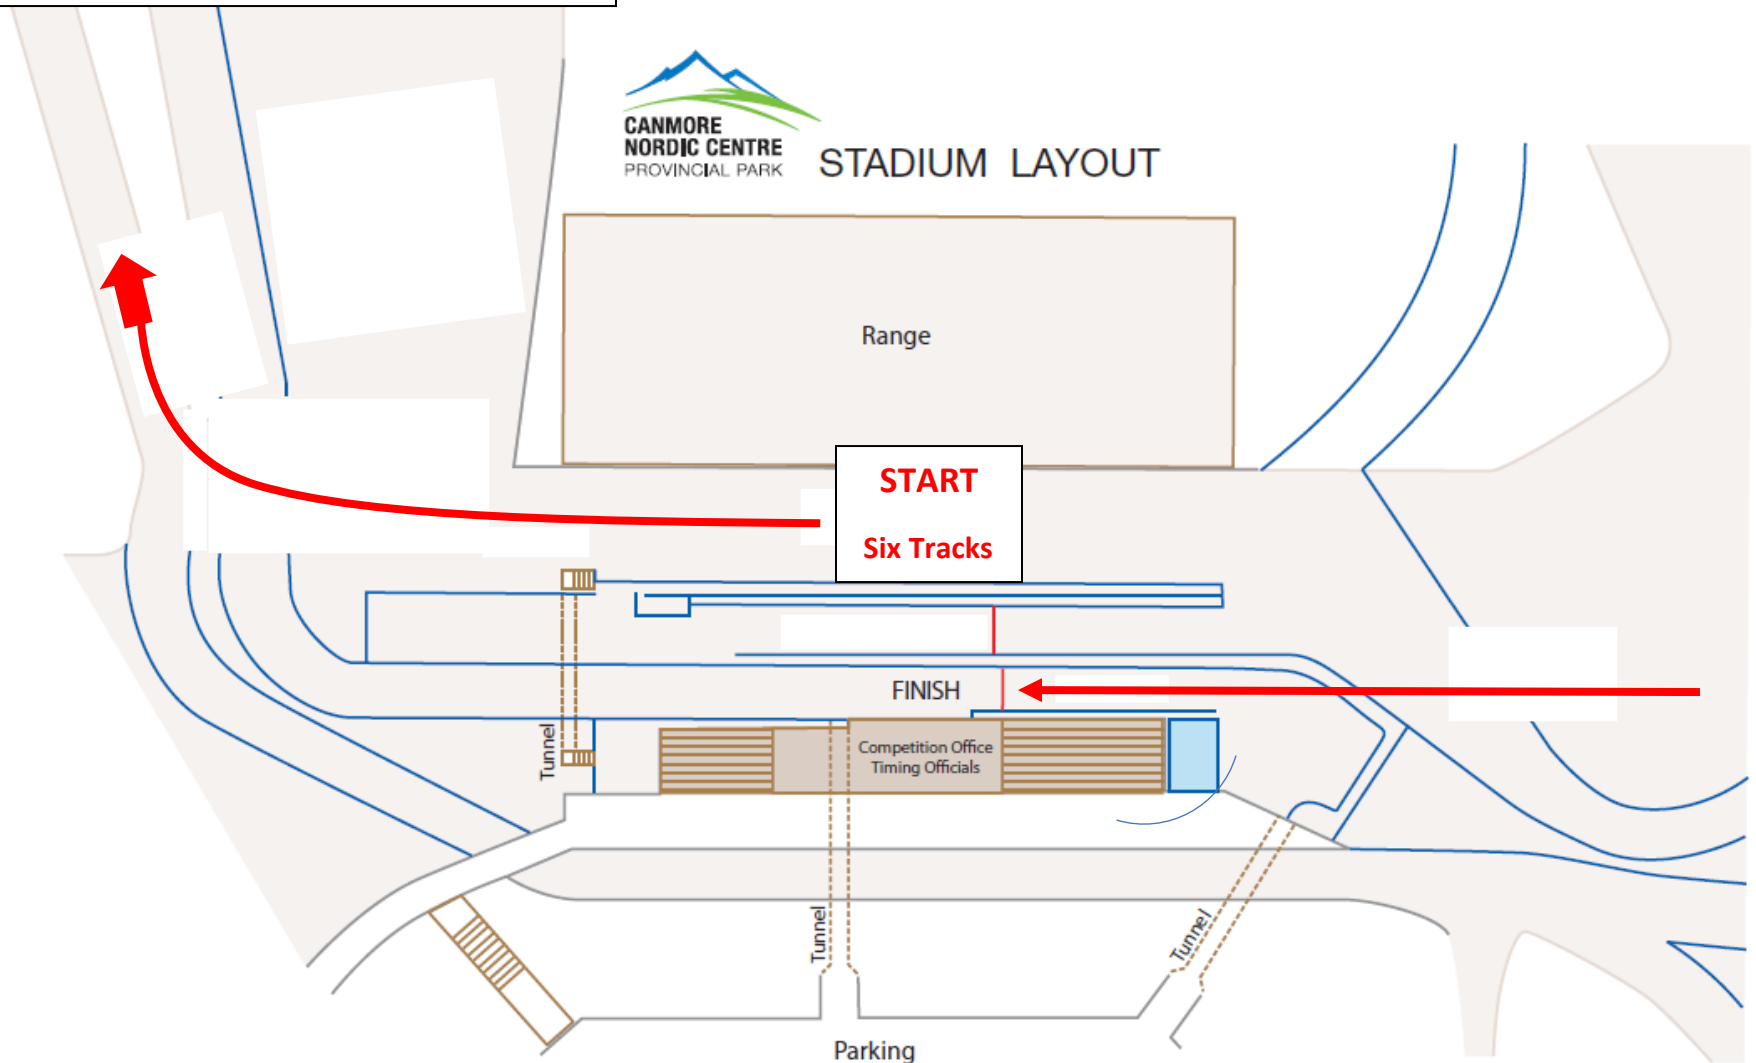 CANMORE
NORDIC CENTRE
PROVINCIAL PARK
STADIUM LAYOUT
Range
START
Six Tracks
FINISH
Competition Office
Timing Officials
Tunnel
Tunnel
Tunnel
Parking